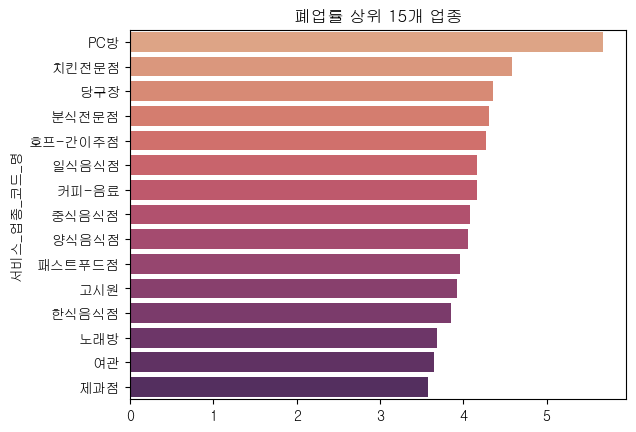 폐업률 상위 15개 업종
서비스_업종_코드_명
PC방
치킨전문점
당구장
분식전문점
호프-간이주점
일식음식점
커피-음료
중식음식점
양식음식점
패스트푸드점
고시원
한식음식점
노래방
여관
제과점
0 1 2 3 4 5